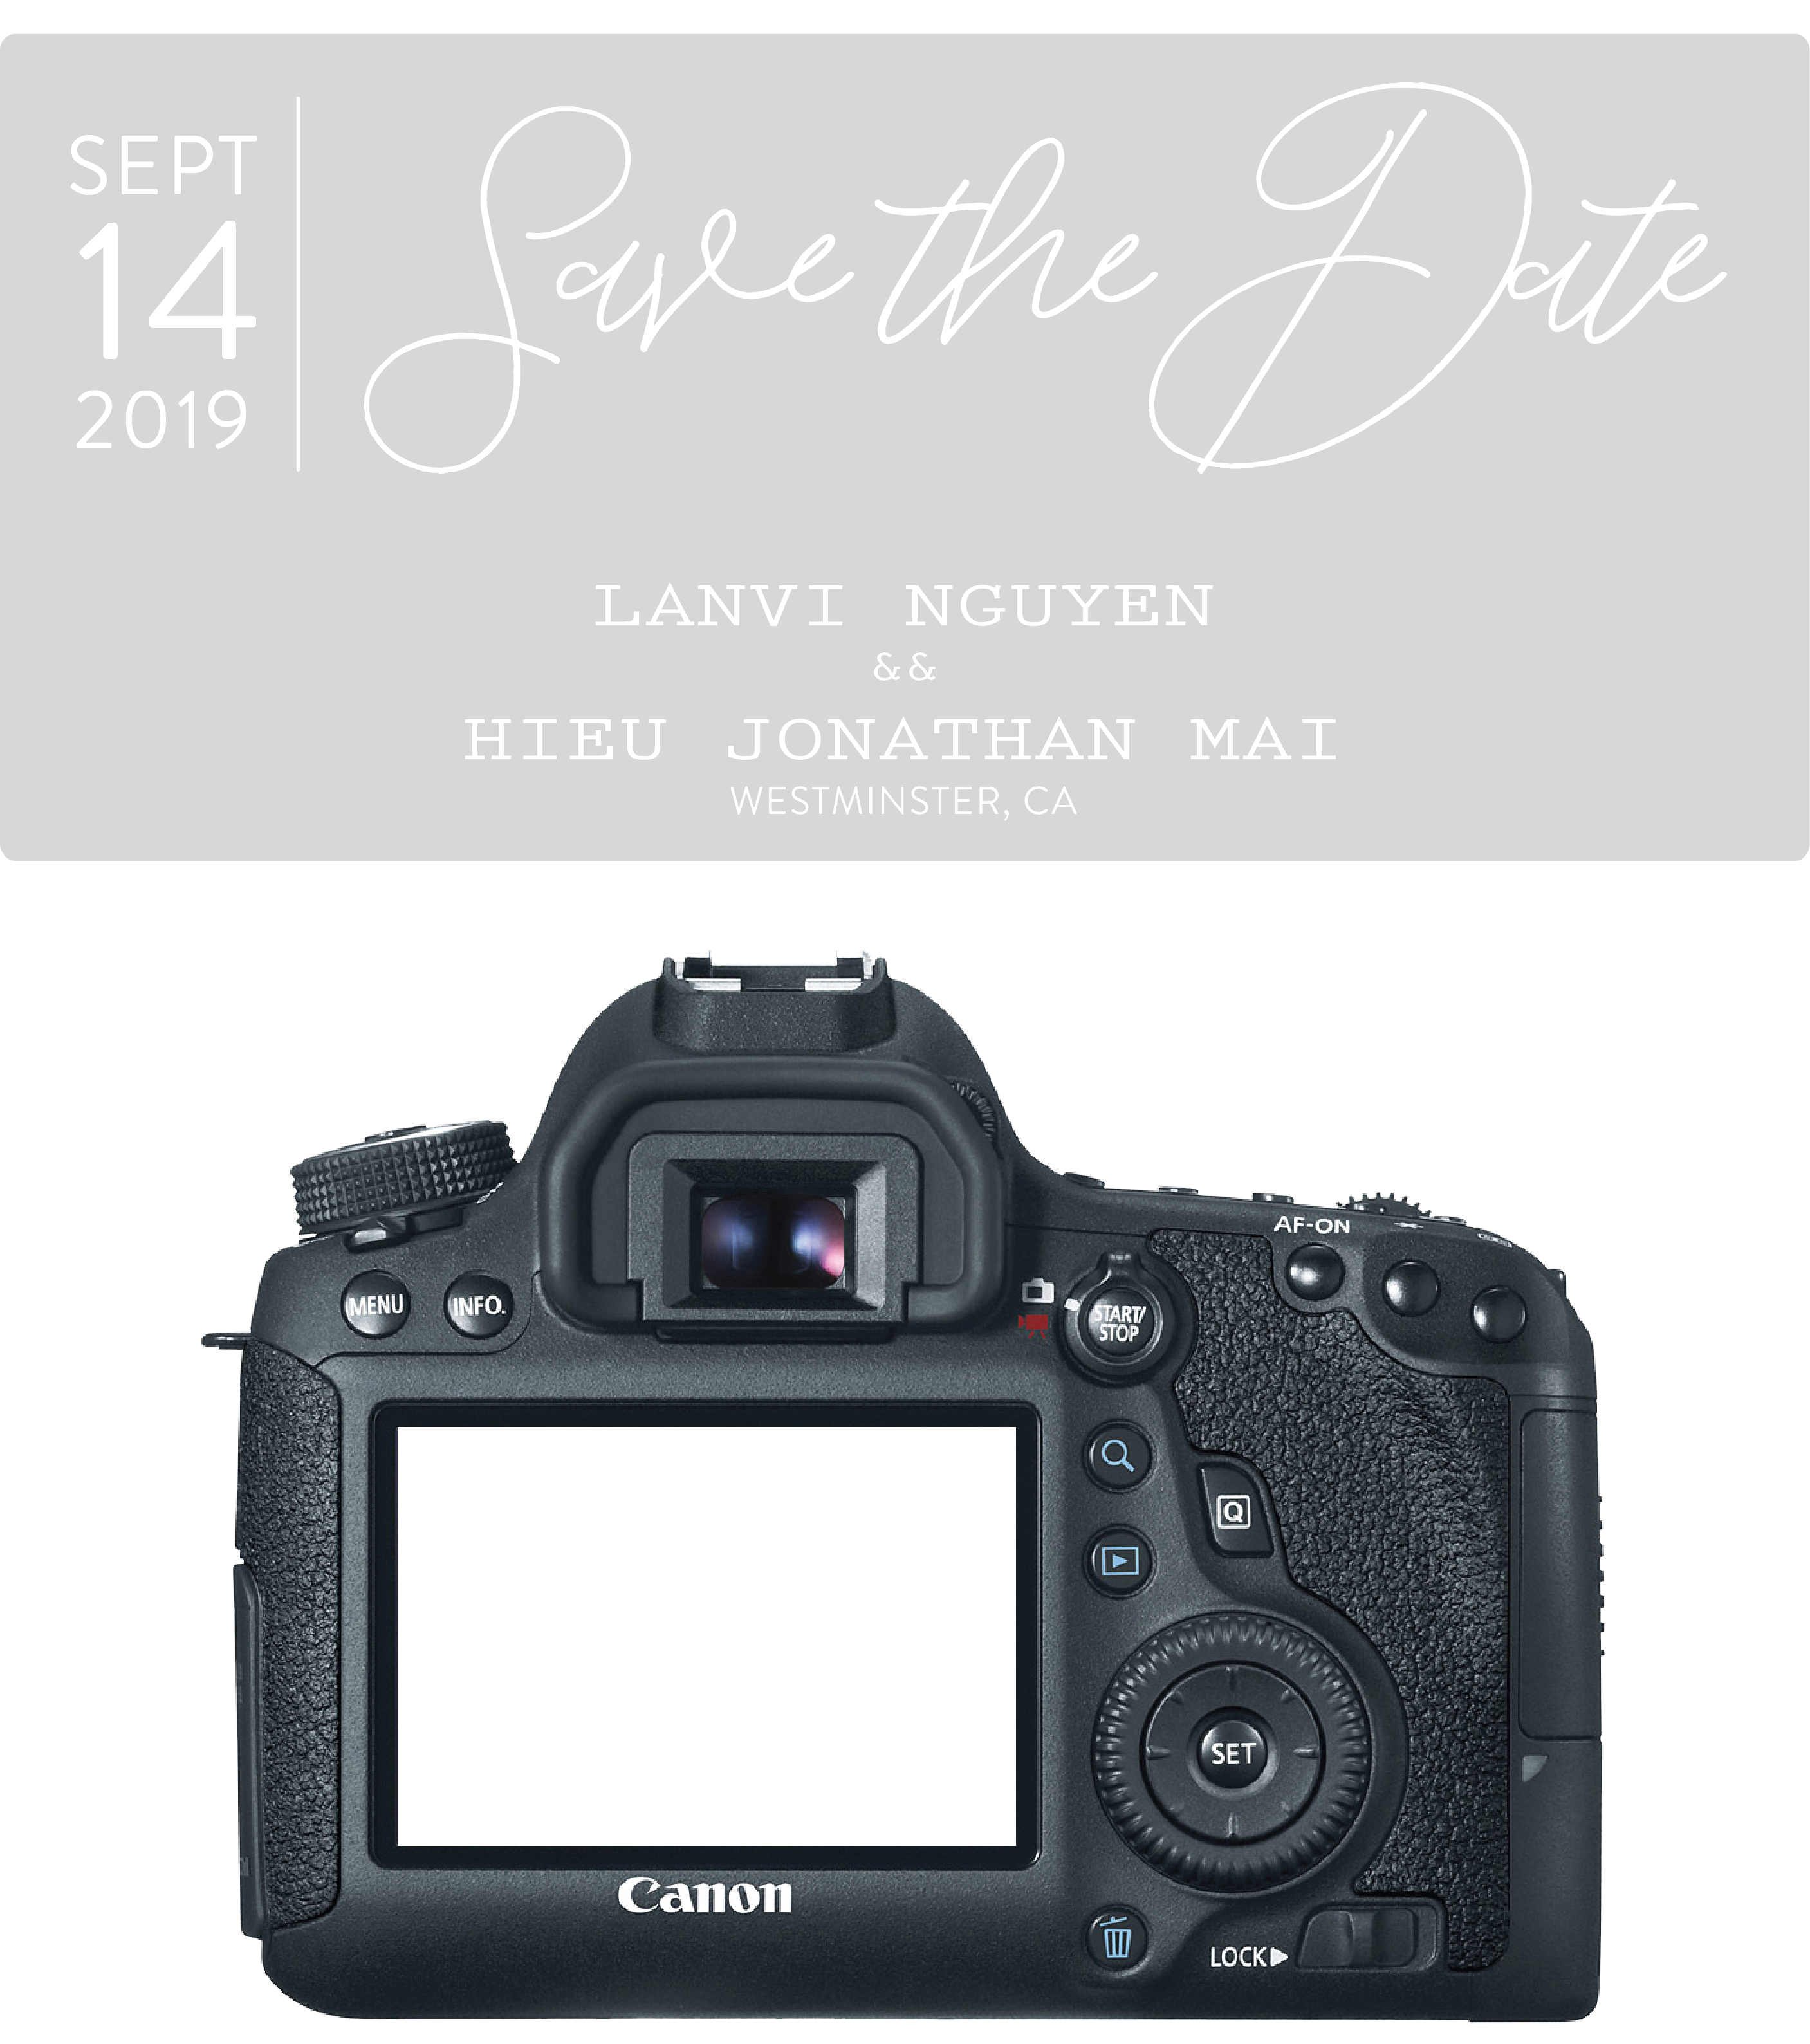 SEPT
14
2019
Save the Date
LANVI NGUYEN
&&
HIEU JONATHAN MAI
WESTMINSTER, CA
AF-ON
MENU
INFO.
START/
STOP
Q
SET
Canon
LOCK